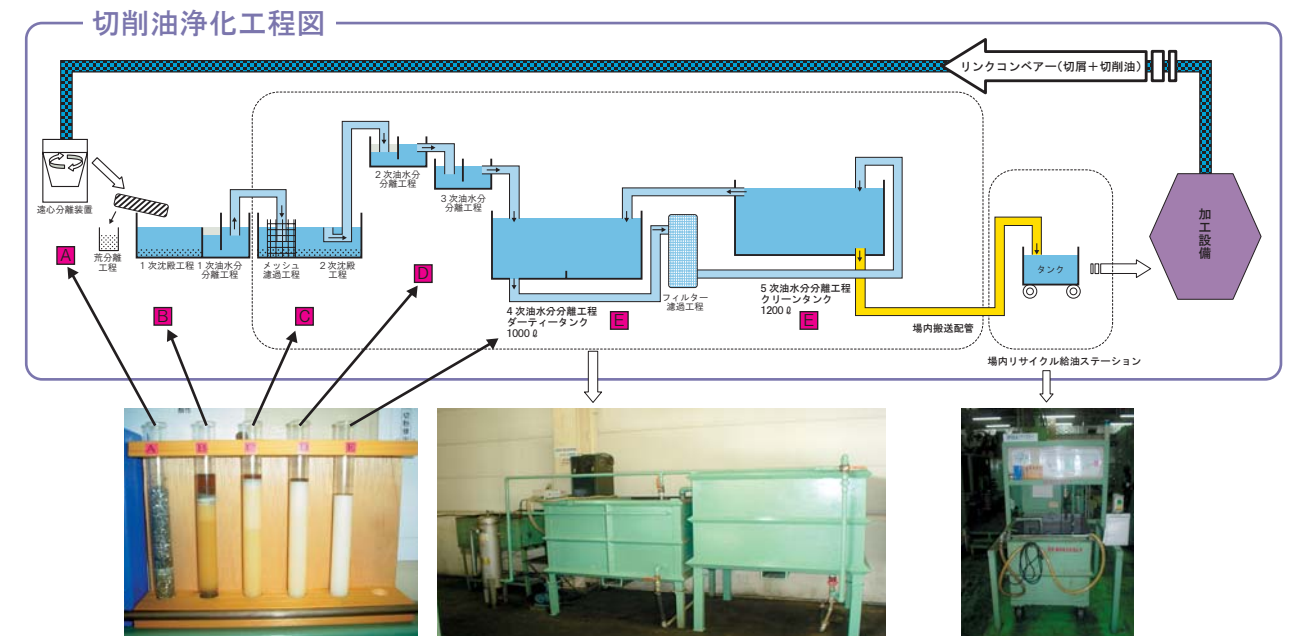 切削油浄化工程図
リンクコンベアー(切屑+切削油)
遠心分離装置
荒分離
工程
1次沈殿工程
1次油水分
分離工程
メッシュ
濾過工程
2次沈殿
工程
2次油水分
分離工程
3次油水分
分離工程
4次油水分分離工程
ダーティータンク
1000ℓ
フィルター
濾過工程
5次油水分分離工程
クリーンタンク
1200ℓ
場内搬送配管
タンク
場内リサイクル給油ステーション
加工設備
A
B
C
D
E
E
A
B
C
D
E